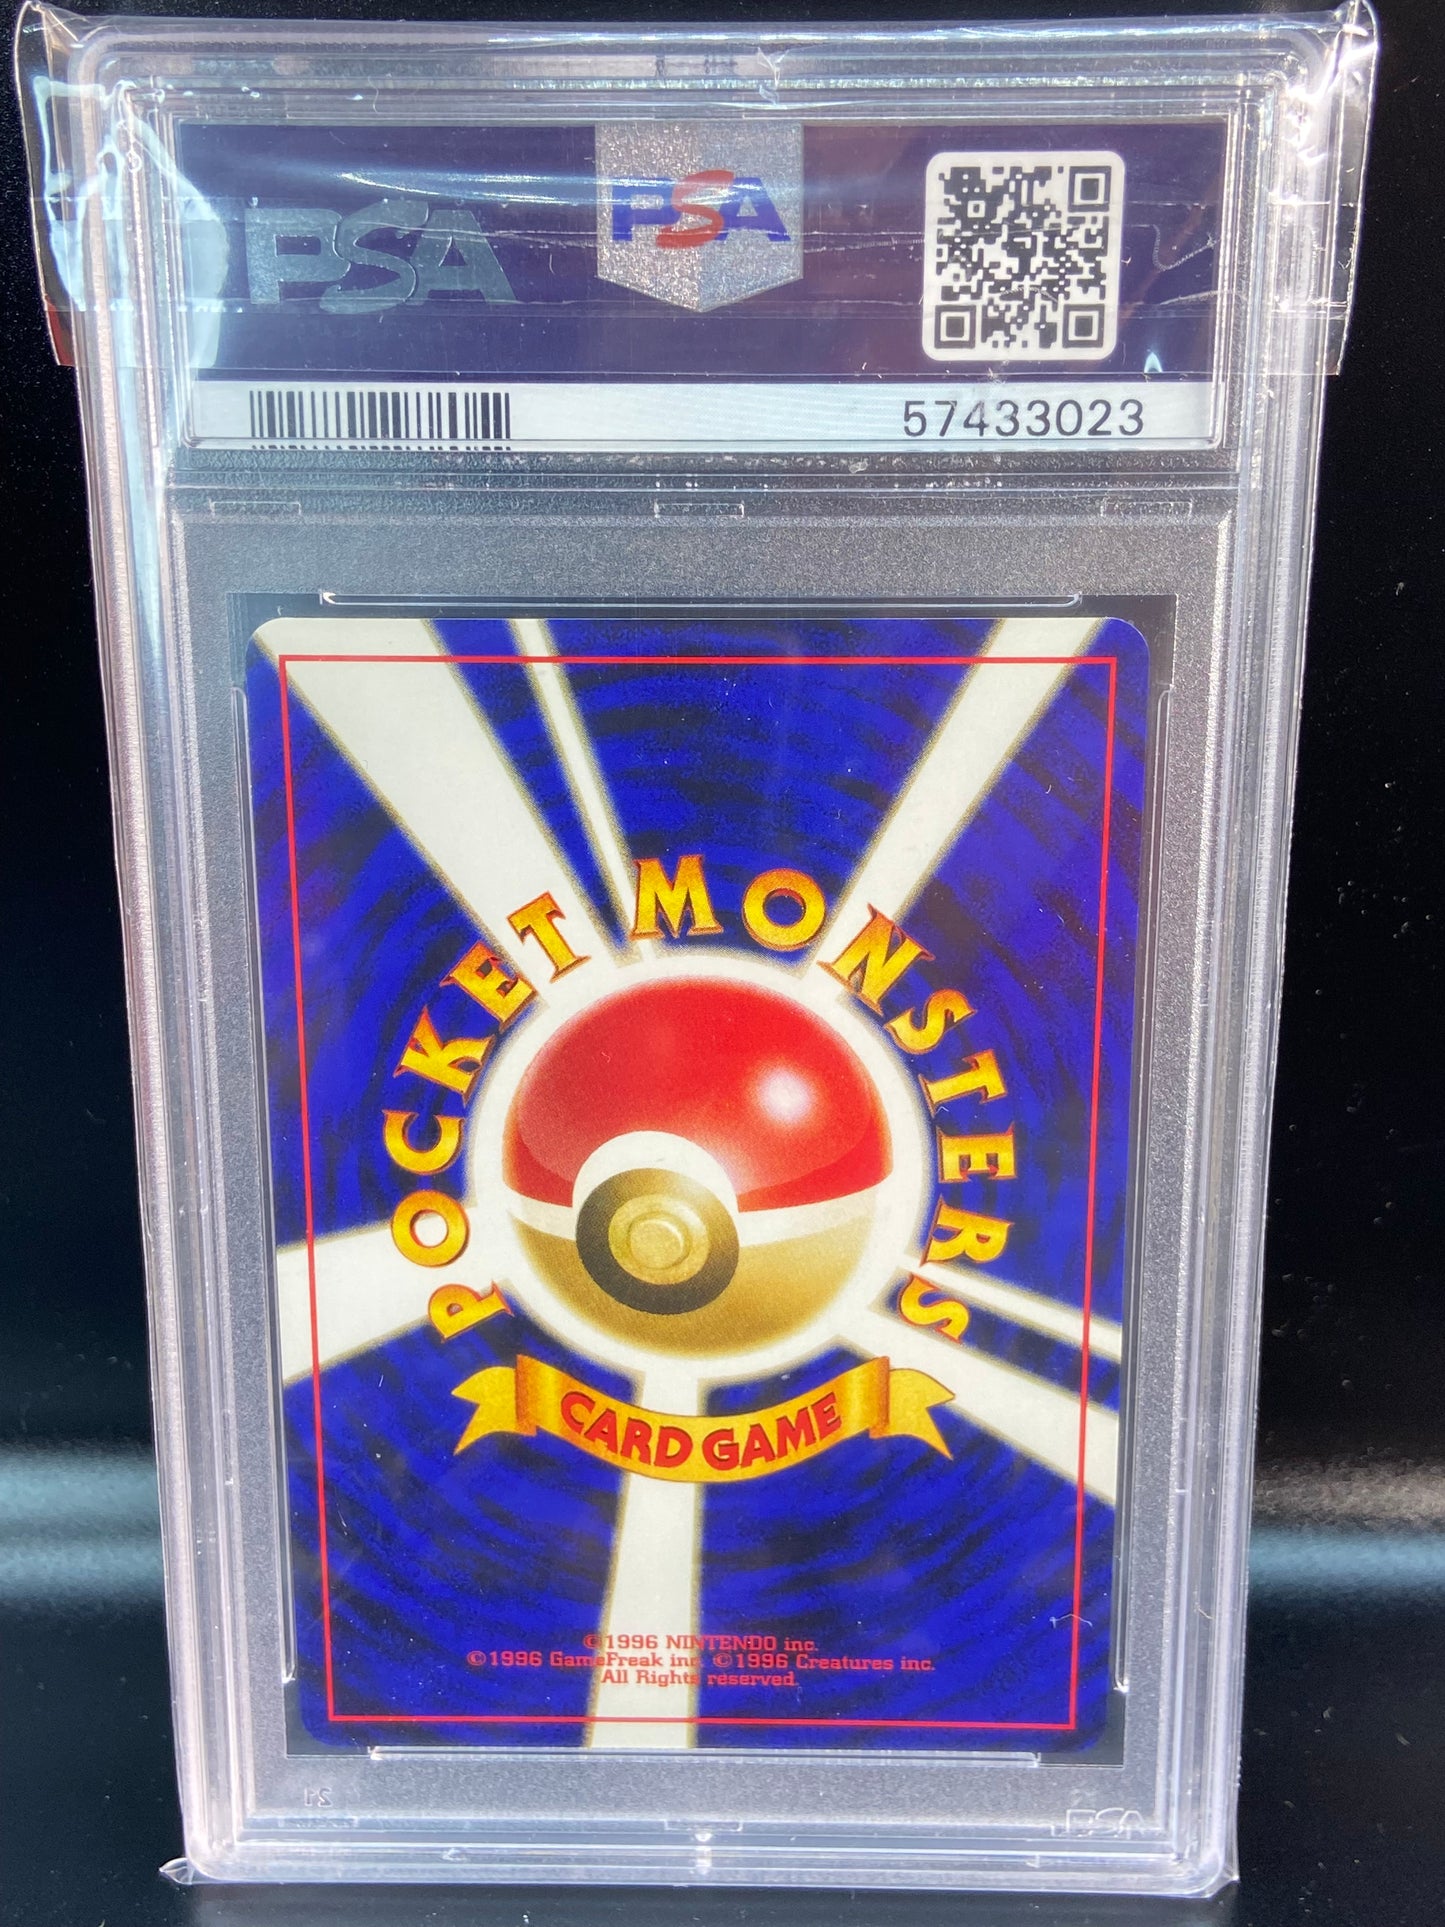 PSA
PSA
57433023
POCKET MONSTERS
CARD GAME
©1996 NINTENDO inc.
©1996 GameFreak inc. ©1996 Creatures inc.
All Rights reserved.
PSA